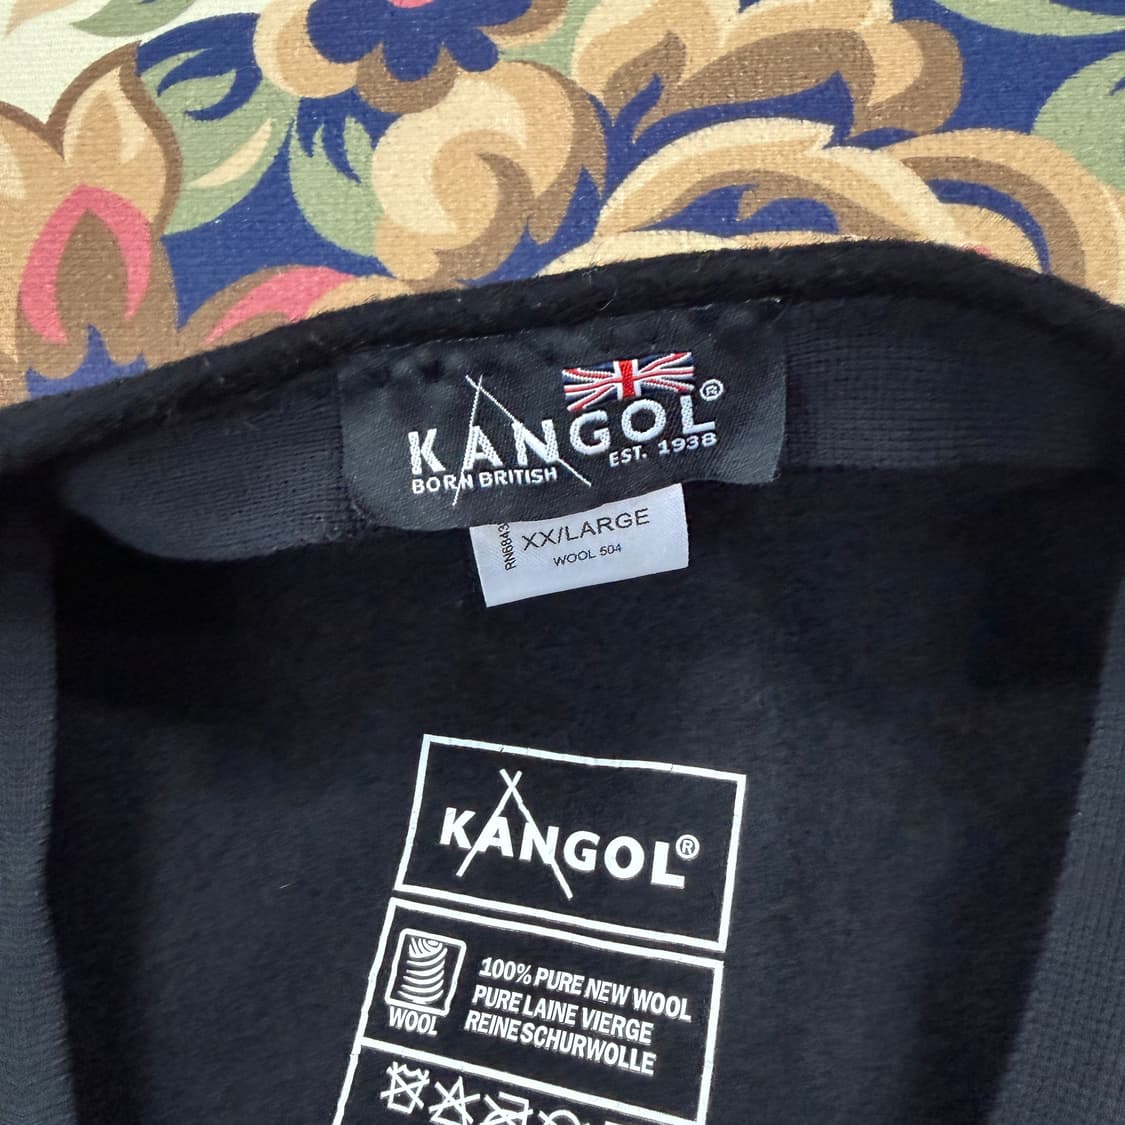 KANGOL®
BORN BRITISH EST. 1938
RN6843
XX/LARGE
WOOL 504
KANGOL®
WOOL
100% PURE NEW WOOL
PURE LAINE VIERGE
REINE SCHURWOLLE